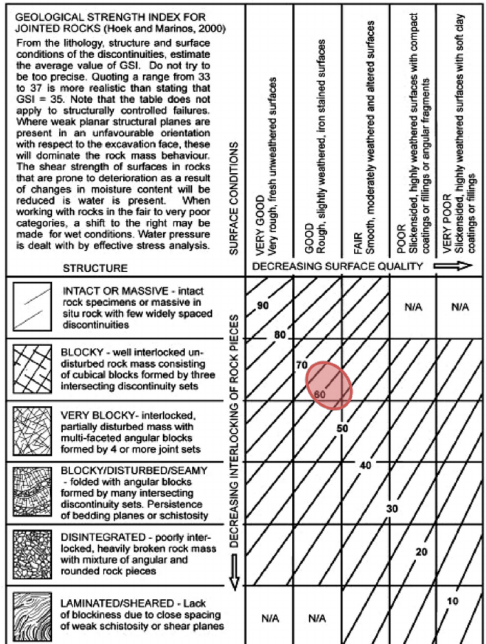 GEOLOGICAL STRENGTH INDEX FOR
JOINTED ROCKS (Hoek and Marinos, 2000)
From the lithology, structure and surface
conditions of the discontinuities, estimate
the average value of GSI. Do not try to
be too precise. Quoting a range from 33
to 37 is more realistic than stating that
GSI = 35. Note that the table does not
apply to structurally controlled failures.
Where weak planar structural planes are
present in an unfavourable orientation
with respect to the excavation face, these
will dominate the rock mass behaviour.
The shear strength of surfaces in rocks
that are prone to deterioration as a result
of changes in moisture content will be
reduced is water is present. When
working with rocks in the fair to very poor
categories, a shift to the right may be
made for wet conditions. Water pressure
is dealt with by effective stress analysis.
STRUCTURE
SURFACE CONDITIONS
VERY GOOD
Very rough, fresh unweathered surfaces
GOOD
Rough, slightly weathered, iron stained surfaces
FAIR
Smooth, moderately weathered and altered surfaces
POOR
Slickensided, highly weathered surfaces with compact
coatings or fillings or angular fragments
VERY POOR
Slickensided, highly weathered surfaces with soft clay
coatings or fillings
DECREASING SURFACE QUALITY
DECREASING INTERLOCKING OF ROCK PIECES
INTACT OR MASSIVE - intact
rock specimens or massive in
situ rock with few widely spaced
discontinuities
90
N/A
N/A
80
BLOCKY - well interlocked un-
disturbed rock mass consisting
of cubical blocks formed by three
intersecting discontinuity sets
70
60
VERY BLOCKY- interlocked,
partially disturbed mass with
multi-faceted angular blocks
formed by 4 or more joint sets
50
BLOCKY/DISTURBED/SEAMY
- folded with angular blocks
formed by many intersecting
discontinuity sets. Persistence
of bedding planes or schistosity
40
30
DISINTEGRATED - poorly inter-
locked, heavily broken rock mass
with mixture of angular and
rounded rock pieces
20
LAMINATED/SHEARED - Lack
of blockiness due to close spacing
of weak schistosity or shear planes
N/A
N/A
10